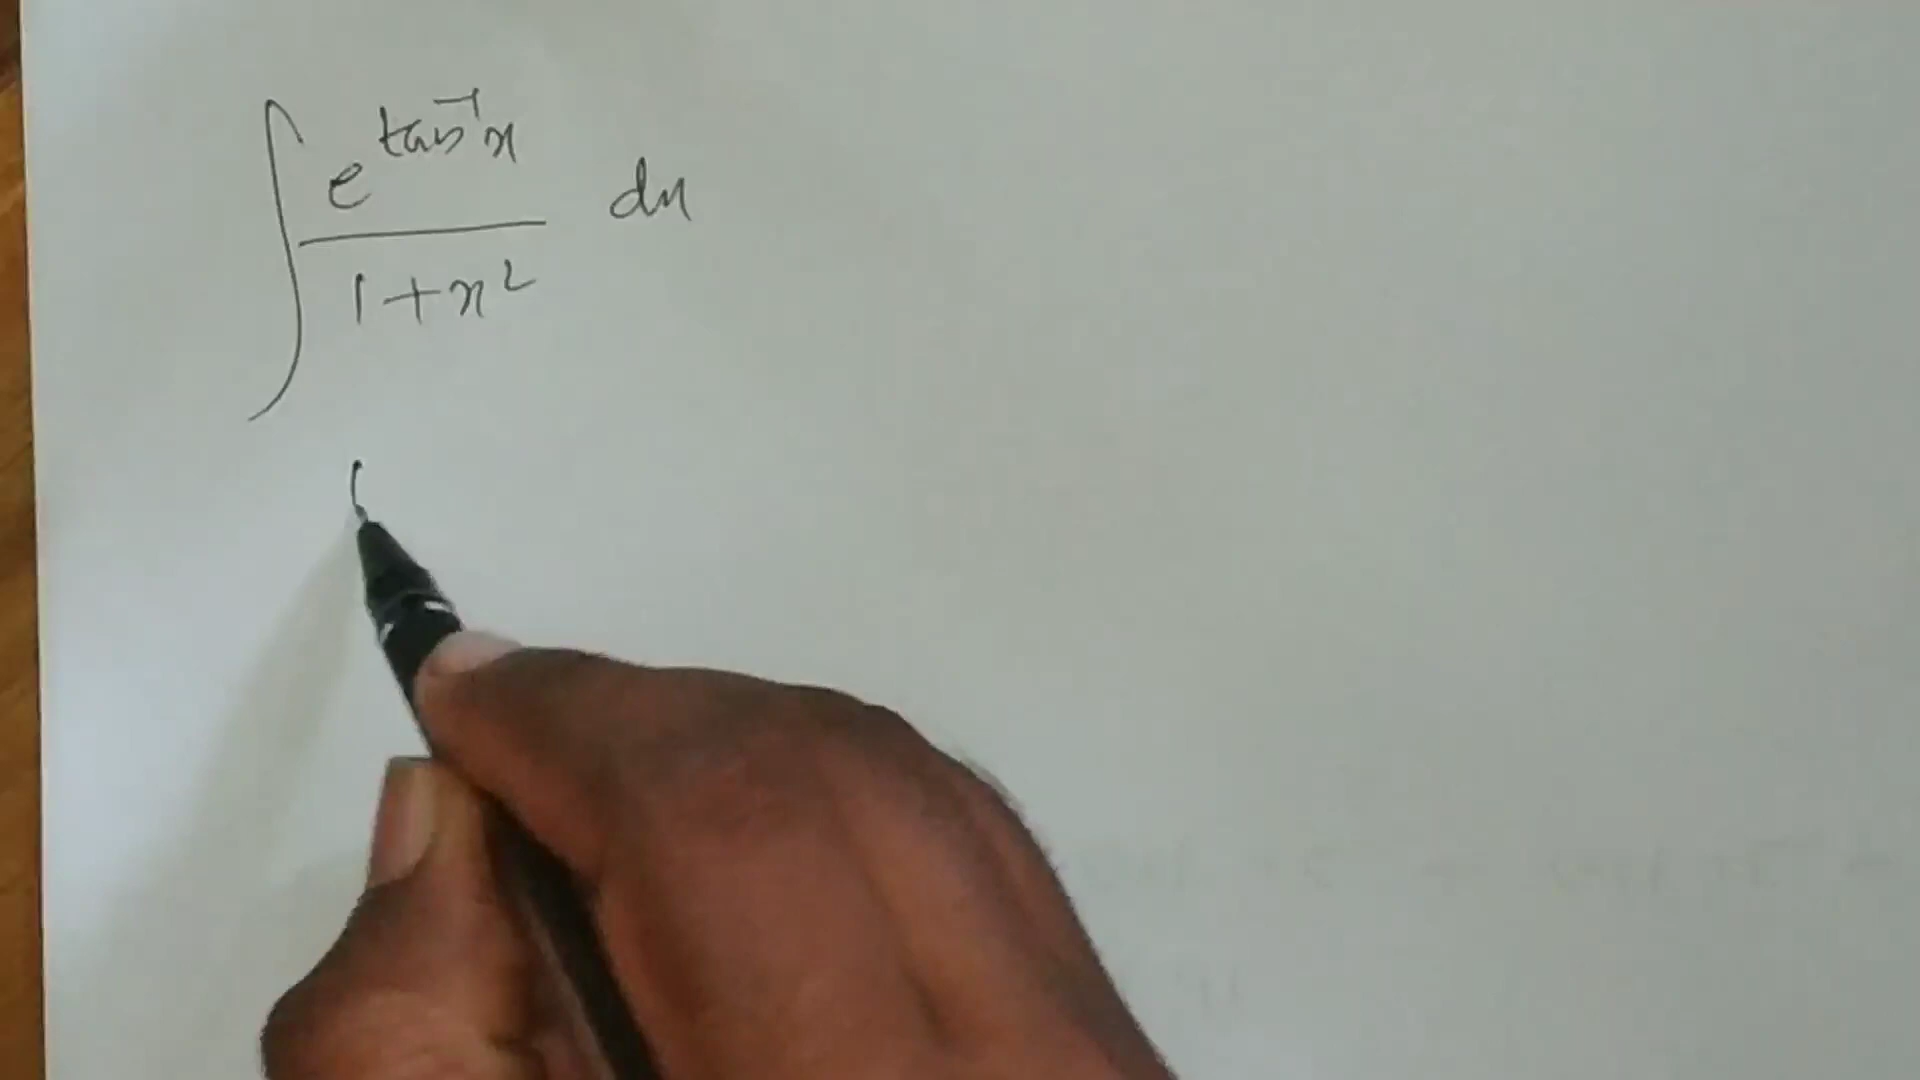 ∫ e^(tan⁻¹x) / (1+x²) dx